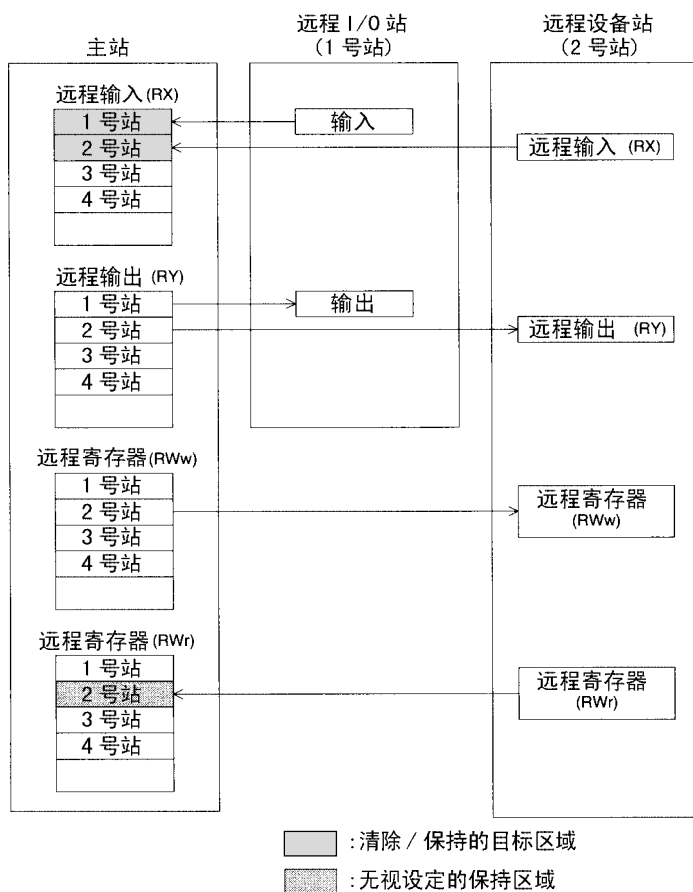 主站
远程 I/O 站
(1 号站)
远程设备站
(2 号站)
远程输入(RX)
1 号站
2 号站
3 号站
4 号站
输入
远程输入 (RX)
远程输出 (RY)
1 号站
2 号站
3 号站
4 号站
输出
远程输出 (RY)
远程寄存器(RWw)
1 号站
2 号站
3 号站
4 号站
远程寄存器
(RWw)
远程寄存器(RWr)
1 号站
2 号站
3 号站
4 号站
远程寄存器
(RWr)
:清除 / 保持的目标区域
:无视设定的保持区域